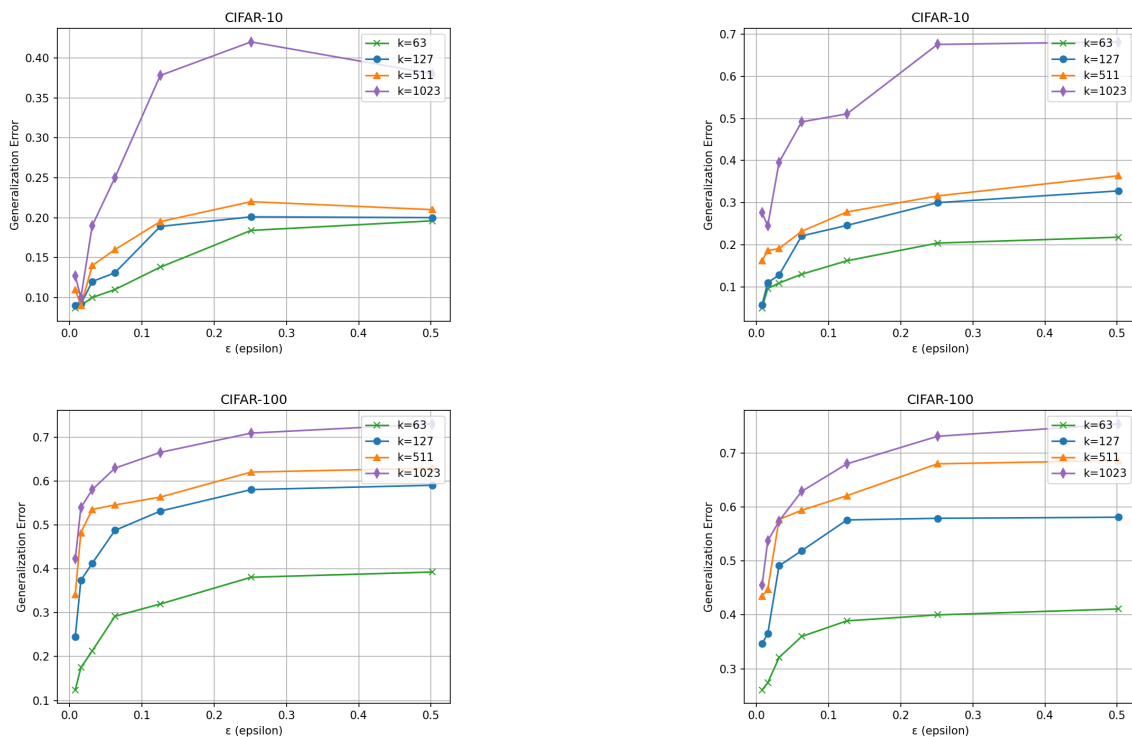 CIFAR-10
Generalization Error
0.40
0.35
0.30
0.25
0.20
0.15
0.10
0.0 0.1 0.2 0.3 0.4 0.5
ε (epsilon)
k=63
k=127
k=511
k=1023
CIFAR-10
Generalization Error
0.7
0.6
0.5
0.4
0.3
0.2
0.1
0.0 0.1 0.2 0.3 0.4 0.5
ε (epsilon)
k=63
k=127
k=511
k=1023
CIFAR-100
Generalization Error
0.7
0.6
0.5
0.4
0.3
0.2
0.1
0.0 0.1 0.2 0.3 0.4 0.5
ε (epsilon)
k=63
k=127
k=511
k=1023
CIFAR-100
Generalization Error
0.7
0.6
0.5
0.4
0.3
0.0 0.1 0.2 0.3 0.4 0.5
ε (epsilon)
k=63
k=127
k=511
k=1023